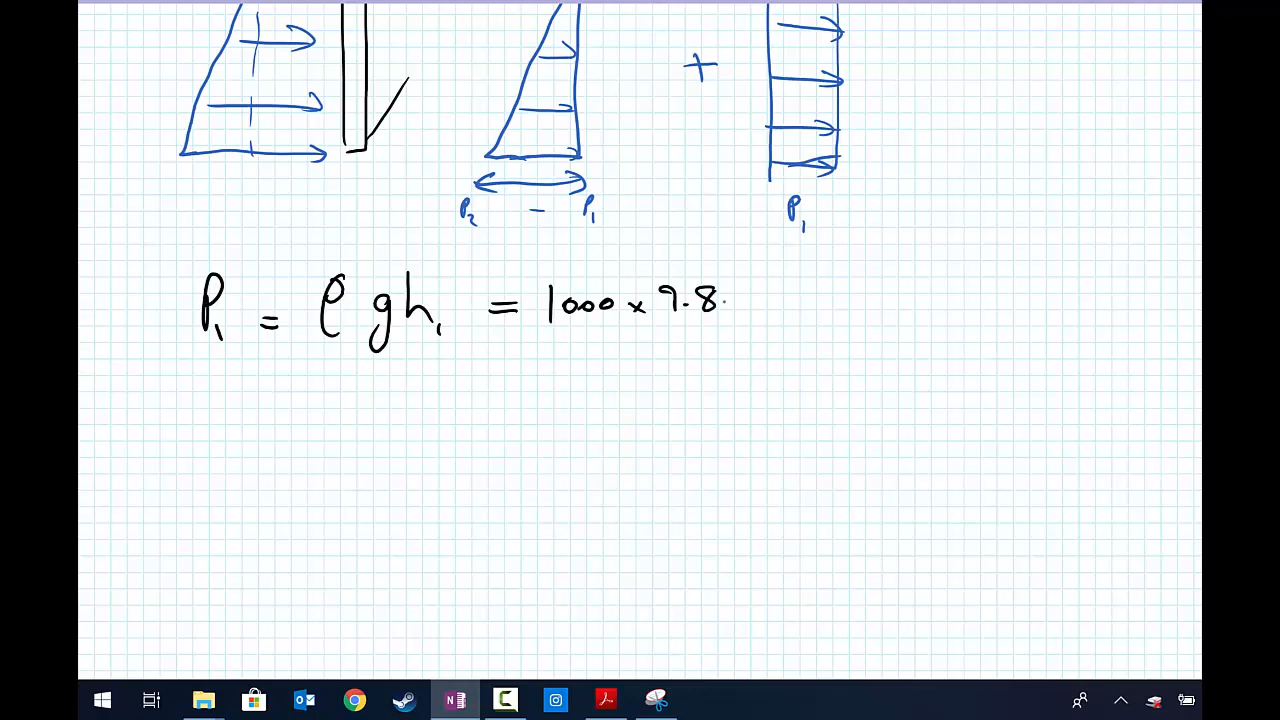 +
P₂ - P₁
P₁
P₁ = ρgh₁ = 1000 × 9.8